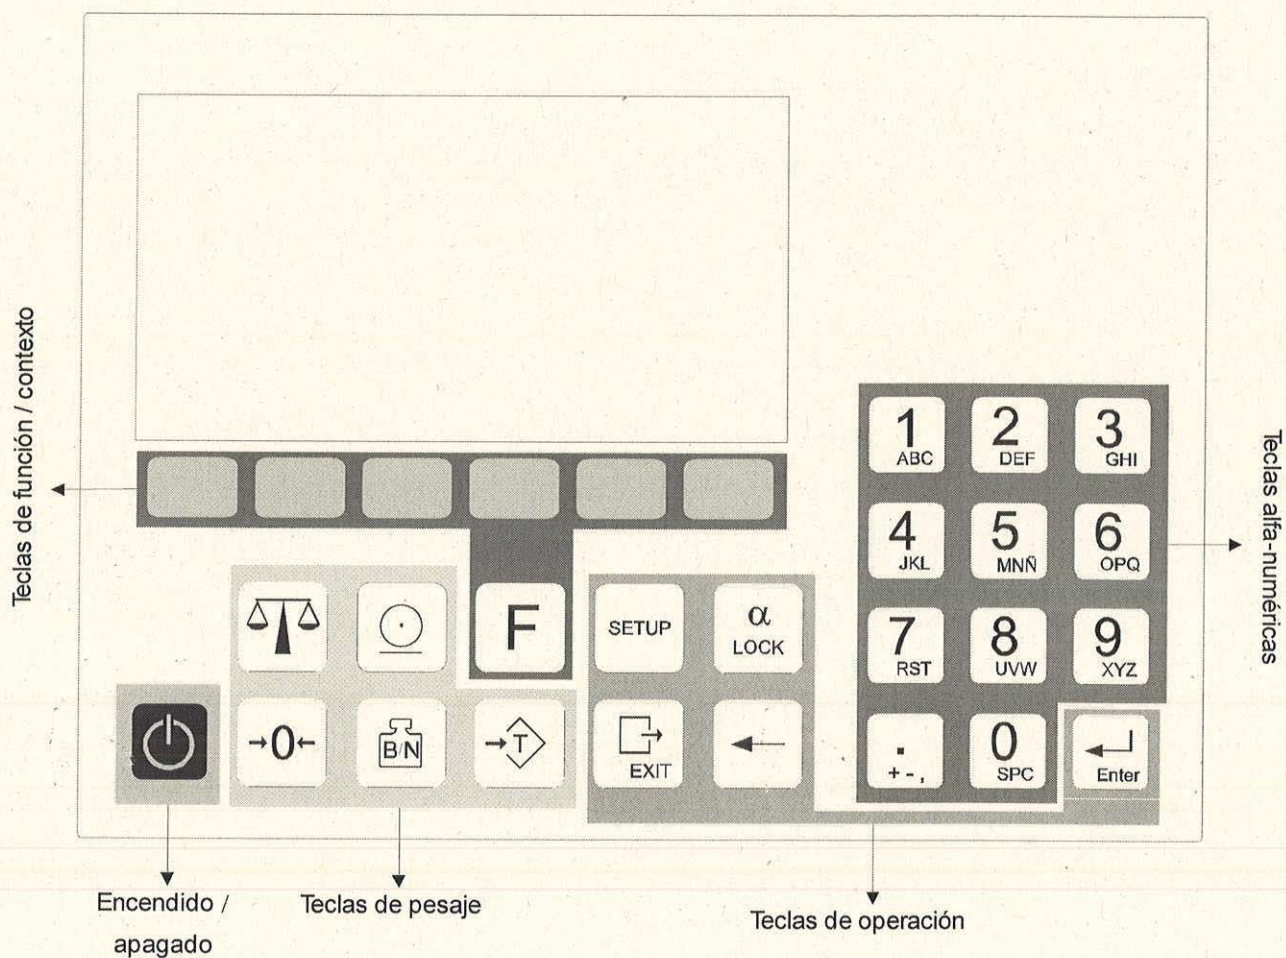 Teclas de función / contexto
1
ABC
2
DEF
3
GHI
4
JKL
5
MNÑ
6
OPQ
Teclas alfa-numéricas
F
SETUP
α
LOCK
7
RST
8
UVW
9
XYZ
→0←
B/N
→T
EXIT
←
.
+ - ,
0
SPC
Enter
Encendido /
apagado
Teclas de pesaje
Teclas de operación